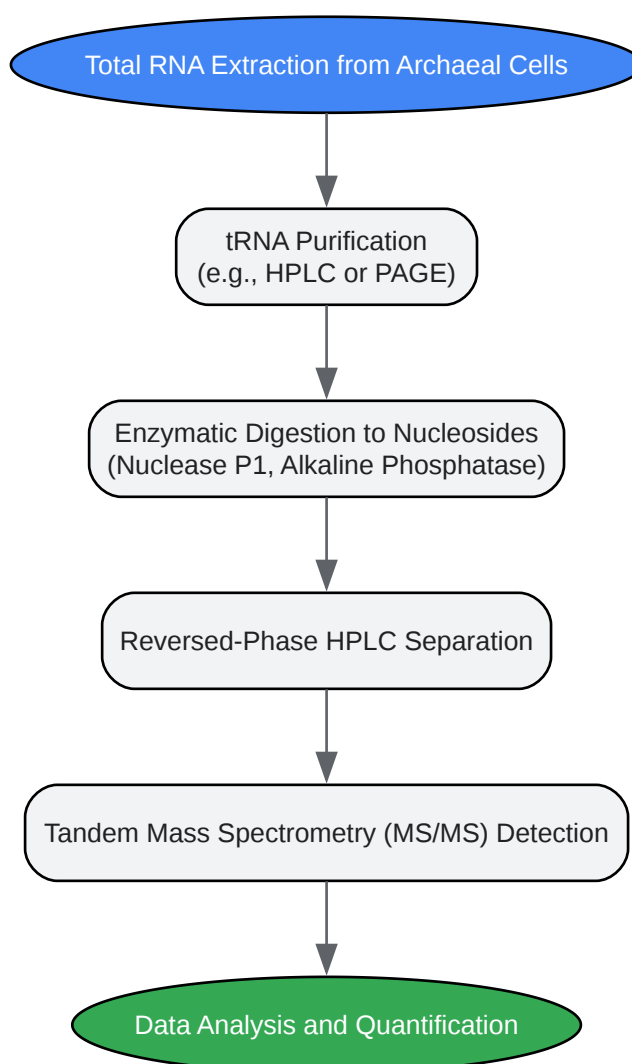 Total RNA Extraction from Archaeal Cells
tRNA Purification
(e.g., HPLC or PAGE)
Enzymatic Digestion to Nucleosides
(Nuclease P1, Alkaline Phosphatase)
Reversed-Phase HPLC Separation
Tandem Mass Spectrometry (MS/MS) Detection
Data Analysis and Quantification